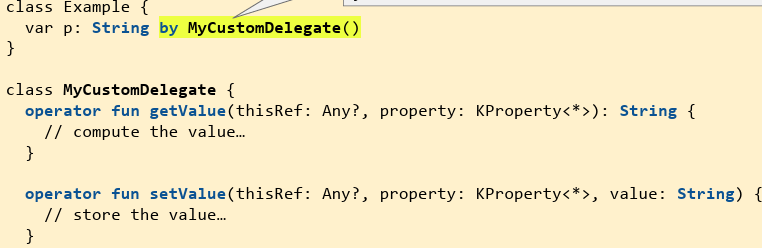 class Example {
  var p: String by MyCustomDelegate()
}

class MyCustomDelegate {
  operator fun getValue(thisRef: Any?, property: KProperty<*>): String {
    // compute the value…
  }

  operator fun setValue(thisRef: Any?, property: KProperty<*>, value: String) {
    // store the value…
  }